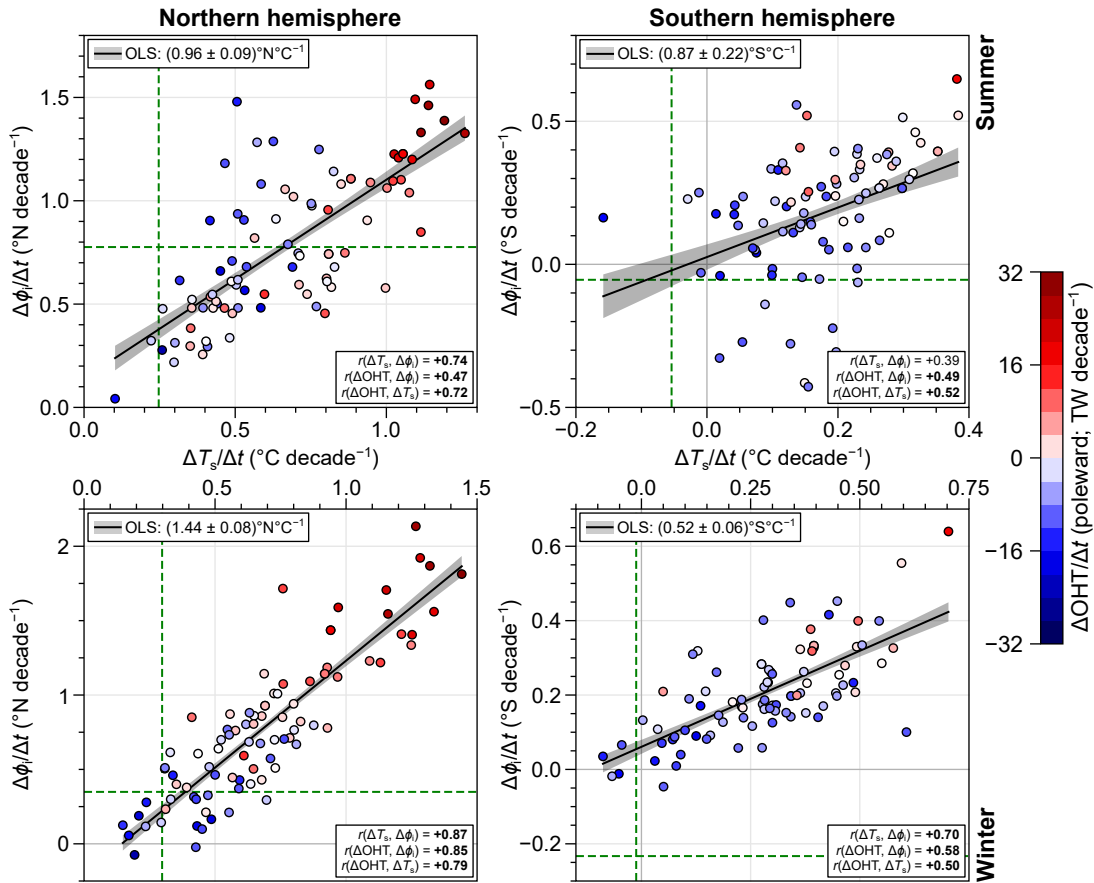 Northern hemisphere
Southern hemisphere
OLS: (0.96 ± 0.09)°N°C⁻¹
1.5
1.0
0.5
0.0
Δϕᵢ/Δt (°N decade⁻¹)
r(ΔTₛ, Δϕᵢ) = +0.74
r(ΔOHT, Δϕᵢ) = +0.47
r(ΔOHT, ΔTₛ) = +0.72
0.0 0.5 1.0
ΔTₛ/Δt (°C decade⁻¹)
OLS: (0.87 ± 0.22)°S°C⁻¹
0.5
0.0
−0.5
Δϕᵢ/Δt (°S decade⁻¹)
r(ΔTₛ, Δϕᵢ) = +0.39
r(ΔOHT, Δϕᵢ) = +0.49
r(ΔOHT, ΔTₛ) = +0.52
−0.2 0.0 0.2 0.4
ΔTₛ/Δt (°C decade⁻¹)
Summer
0.0 0.5 1.0 1.5
OLS: (1.44 ± 0.08)°N°C⁻¹
2
1
0
Δϕᵢ/Δt (°N decade⁻¹)
r(ΔTₛ, Δϕᵢ) = +0.87
r(ΔOHT, Δϕᵢ) = +0.85
r(ΔOHT, ΔTₛ) = +0.79
0.0 0.25 0.50 0.75
OLS: (0.52 ± 0.06)°S°C⁻¹
0.6
0.4
0.2
0.0
−0.2
Δϕᵢ/Δt (°S decade⁻¹)
r(ΔTₛ, Δϕᵢ) = +0.70
r(ΔOHT, Δϕᵢ) = +0.58
r(ΔOHT, ΔTₛ) = +0.50
Winter
32
16
0
−16
−32
ΔOHT/Δt (poleward; TW decade⁻¹)